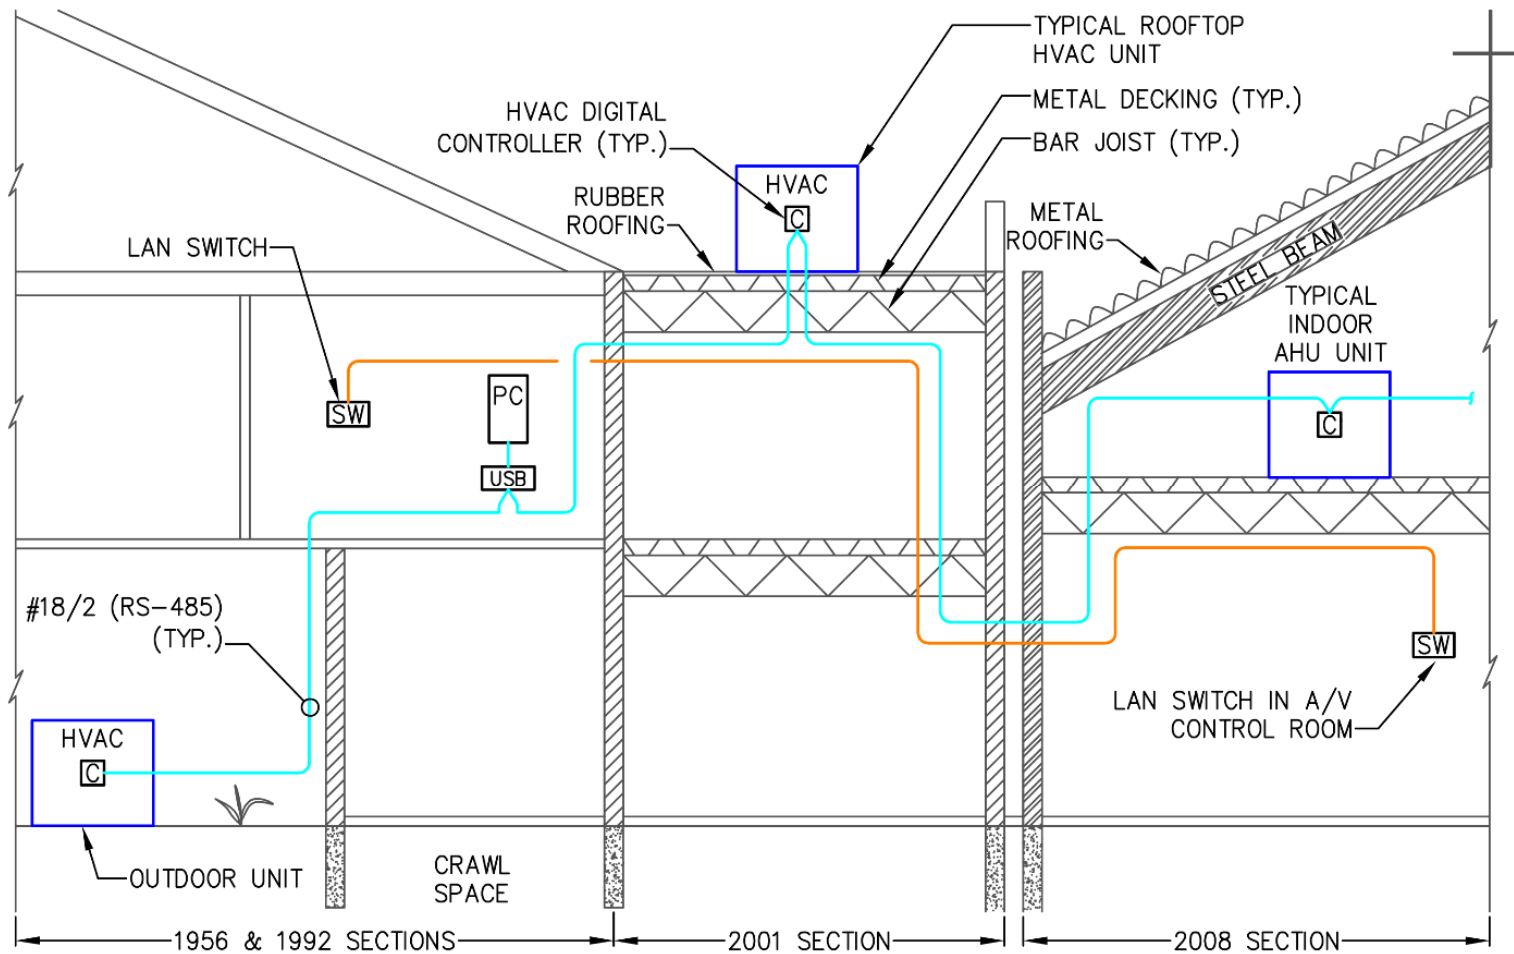 TYPICAL ROOFTOP
HVAC UNIT
METAL DECKING (TYP.)
BAR JOIST (TYP.)
HVAC DIGITAL
CONTROLLER (TYP.)
HVAC
C
RUBBER
ROOFING
METAL
ROOFING
LAN SWITCH
STEEL BEAM
TYPICAL
INDOOR
AHU UNIT
C
SW
PC
USB
#18/2 (RS-485)
(TYP.)
SW
LAN SWITCH IN A/V
CONTROL ROOM
HVAC
C
OUTDOOR UNIT
CRAWL
SPACE
1956 & 1992 SECTIONS
2001 SECTION
2008 SECTION